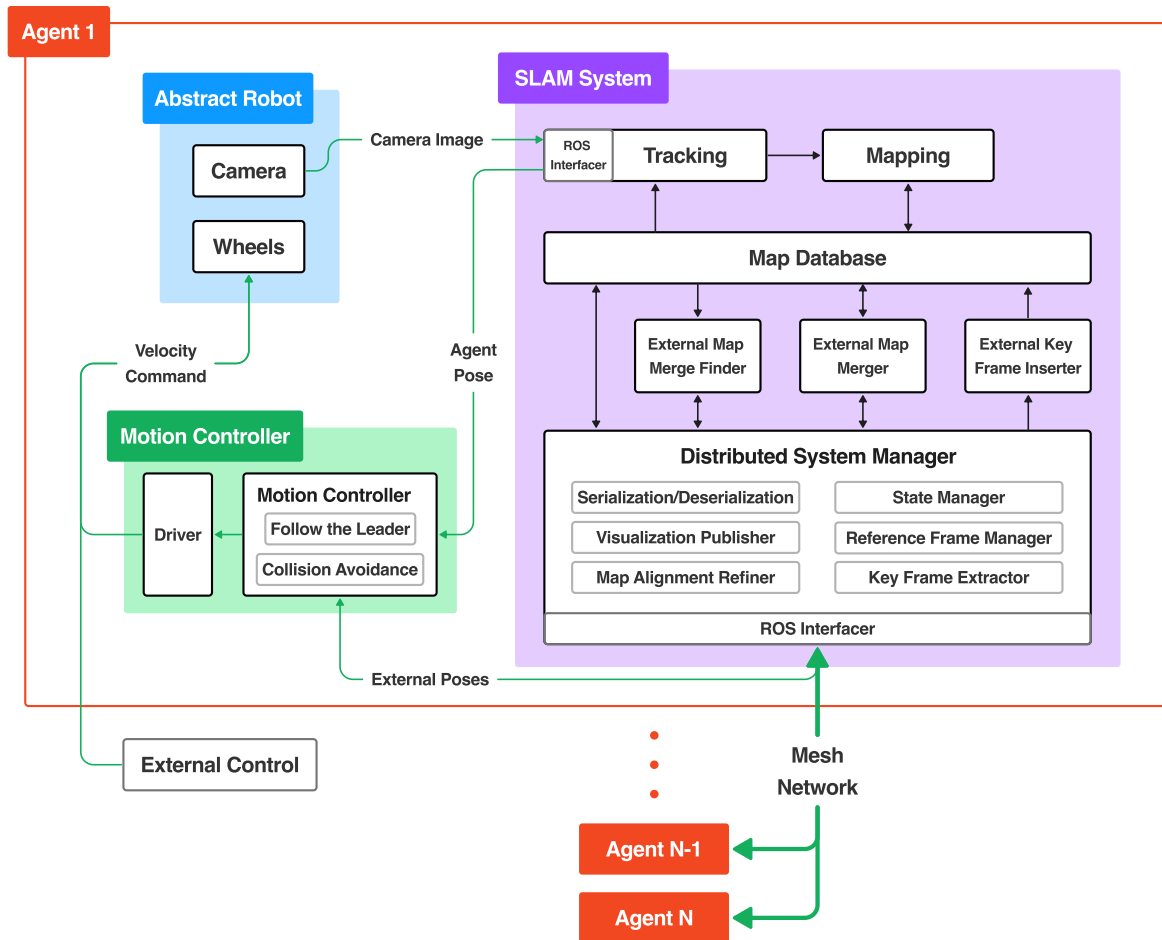 Agent 1
SLAM System
Abstract Robot
Camera Image
ROS
Interfacer
Tracking
Mapping
Camera
Wheels
Map Database
Velocity
Command
Agent
Pose
External Map
Merge Finder
External Map
Merger
External Key
Frame Inserter
Motion Controller
Driver
Motion Controller
Follow the Leader
Collision Avoidance
Distributed System Manager
Serialization/Deserialization
State Manager
Visualization Publisher
Reference Frame Manager
Map Alignment Refiner
Key Frame Extractor
ROS Interfacer
External Poses
External Control
Mesh
Network
Agent N-1
Agent N